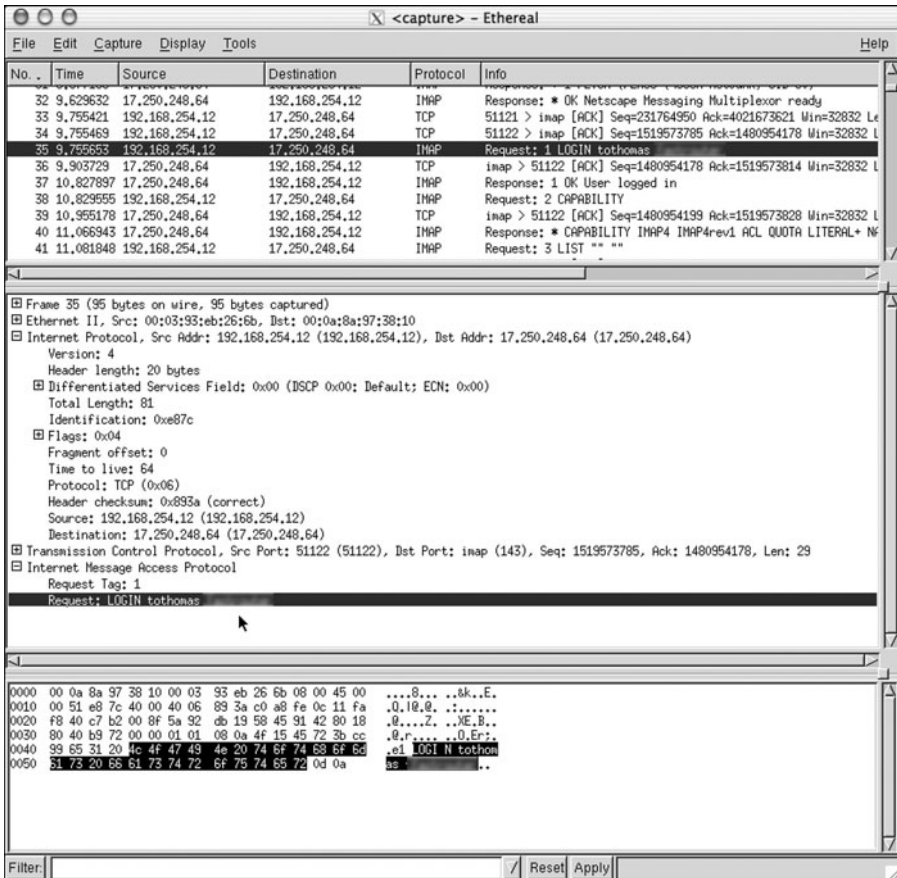 <capture> - Ethereal
File Edit Capture Display Tools Help
No. . Time Source Destination Protocol Info
32 9.629632 17.250.248.64 192.168.254.12 IMAP Response: * OK Netscape Messaging Multiplexor ready
33 9.755421 192.168.254.12 17.250.248.64 TCP 51121 > imap [ACK] Seq=231764950 Ack=4021673621 Win=32832 Le
34 9.755469 192.168.254.12 17.250.248.64 TCP 51122 > imap [ACK] Seq=1519573785 Ack=1480954178 Win=32832 L
35 9.755653 192.168.254.12 17.250.248.64 IMAP Request: 1 LOGIN tothomas
36 9.903729 17.250.248.64 192.168.254.12 TCP imap > 51122 [ACK] Seq=1480954178 Ack=1519573814 Win=32832 L
37 10.827897 17.250.248.64 192.168.254.12 IMAP Response: 1 OK User logged in
38 10.829555 192.168.254.12 17.250.248.64 IMAP Request: 2 CAPABILITY
39 10.955178 17.250.248.64 192.168.254.12 TCP imap > 51122 [ACK] Seq=1480954199 Ack=1519573828 Win=32832 L
40 11.066943 17.250.248.64 192.168.254.12 IMAP Response: * CAPABILITY IMAP4 IMAP4rev1 ACL QUOTA LITERAL+ NA
41 11.081848 192.168.254.12 17.250.248.64 IMAP Request: 3 LIST "" ""
Frame 35 (95 bytes on wire, 95 bytes captured)
Ethernet II, Src: 00:03:93:eb:26:6b, Dst: 00:0a:8a:97:38:10
Internet Protocol, Src Addr: 192.168.254.12 (192.168.254.12), Dst Addr: 17.250.248.64 (17.250.248.64)
Version: 4
Header length: 20 bytes
Differentiated Services Field: 0x00 (DSCP 0x00: Default; ECN: 0x00)
Total Length: 81
Identification: 0xe87c
Flags: 0x04
Fragment offset: 0
Time to live: 64
Protocol: TCP (0x06)
Header checksum: 0x893a (correct)
Source: 192.168.254.12 (192.168.254.12)
Destination: 17.250.248.64 (17.250.248.64)
Transmission Control Protocol, Src Port: 51122 (51122), Dst Port: imap (143), Seq: 1519573785, Ack: 1480954178, Len: 29
Internet Message Access Protocol
Request Tag: 1
Request: LOGIN tothomas
0000 00 0a 8a 97 38 10 00 03 93 eb 26 6b 08 00 45 00 ....8... ..&k..E.
0010 00 51 e8 7c 40 00 40 06 89 3a c0 a8 fe 0c 11 fa .Q.|@.@. .:......
0020 f8 40 c7 b2 00 8f 5a 92 db 19 58 45 91 42 80 18 .@....Z. ..XE.B..
0030 80 40 b9 72 00 00 01 01 08 0a 4f 15 45 72 3b cc .@.r.... ..O.Er;.
0040 99 65 31 20 4c 4f 47 49 4e 20 74 6f 74 68 6f 6d .e1 LOGI N tothom
0050 61 73 20 66 61 73 74 72 6f 75 74 65 72 0d 0a as ..
Filter: Reset Apply